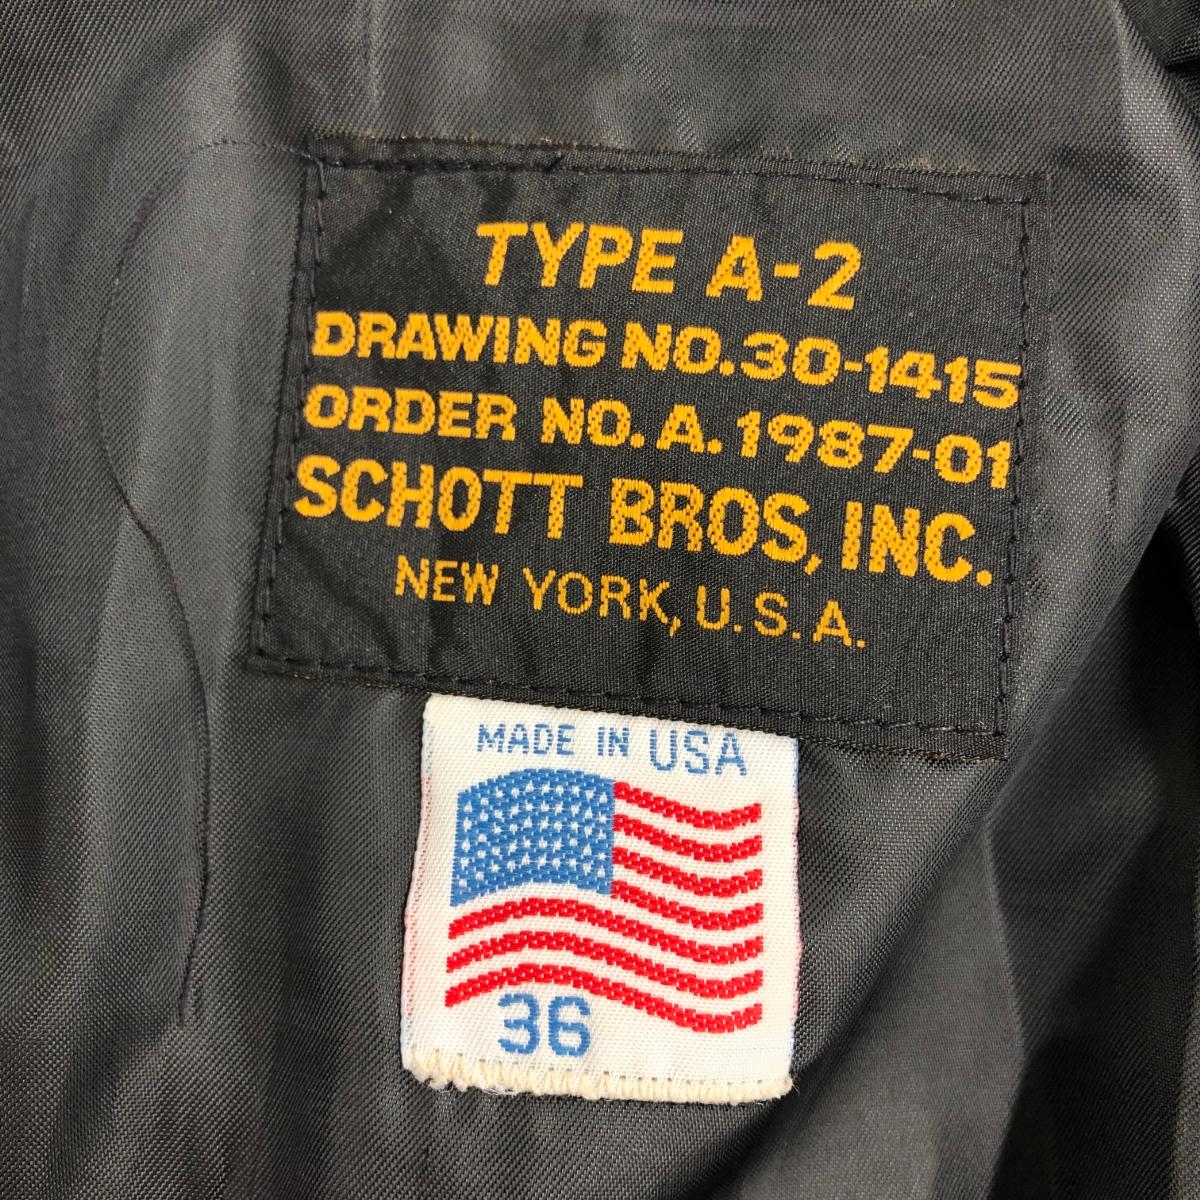 TYPE A-2
DRAWING NO.30-1415
ORDER NO.A.1987-01
SCHOTT BROS, INC.
NEW YORK, U.S.A.
MADE IN USA
36